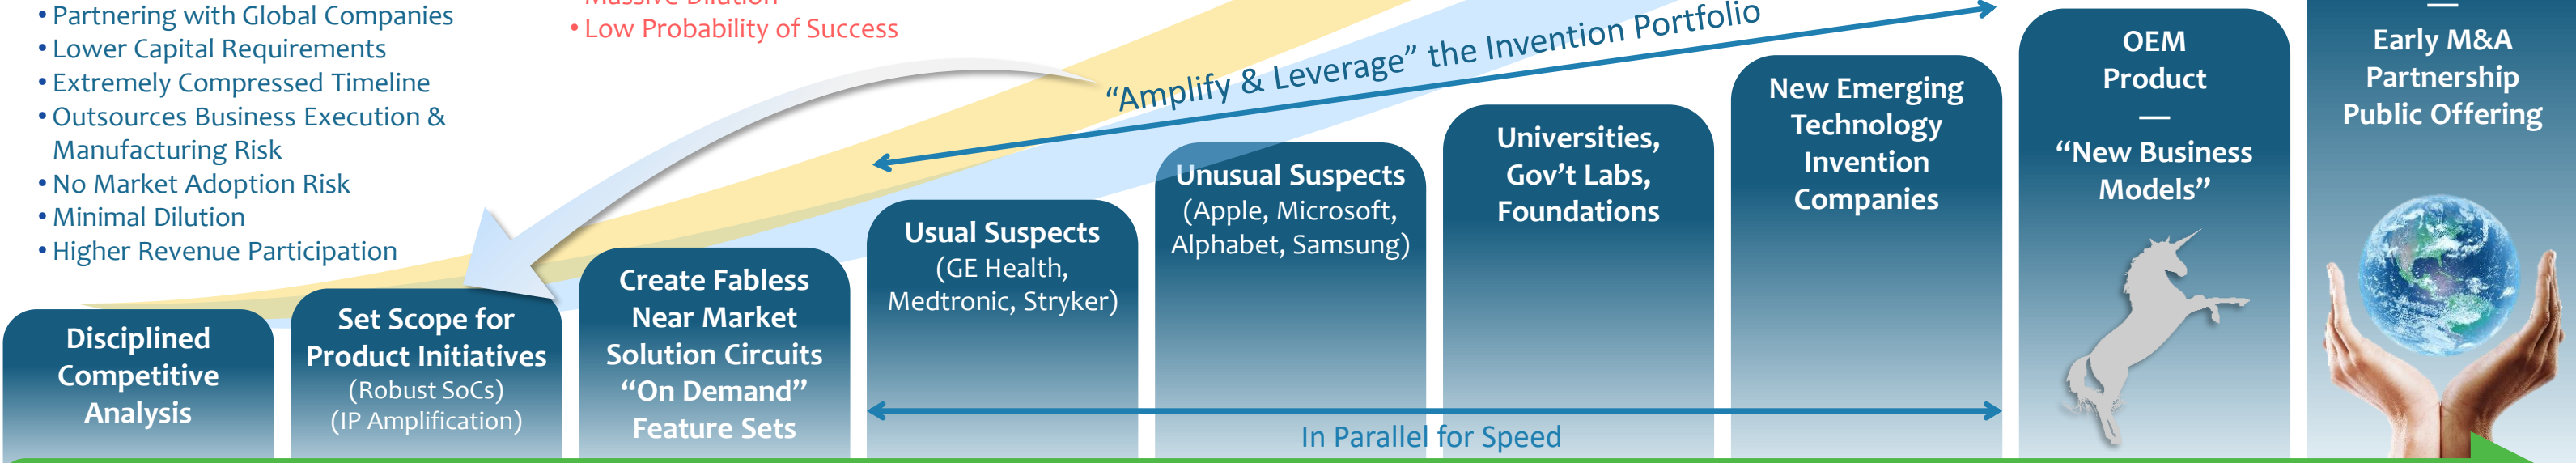 • Partnering with Global Companies
• Lower Capital Requirements
• Extremely Compressed Timeline
• Outsources Business Execution &
Manufacturing Risk
• No Market Adoption Risk
• Minimal Dilution
• Higher Revenue Participation
Massive Dilution
• Low Probability of Success
“Amplify & Leverage” the Invention Portfolio
Disciplined
Competitive
Analysis
Set Scope for
Product Initiatives
(Robust SoCs)
(IP Amplification)
Create Fabless
Near Market
Solution Circuits
“On Demand”
Feature Sets
Usual Suspects
(GE Health,
Medtronic, Stryker)
Unusual Suspects
(Apple, Microsoft,
Alphabet, Samsung)
Universities,
Gov’t Labs,
Foundations
New Emerging
Technology
Invention
Companies
OEM
Product
—
“New Business
Models”
—
Early M&A
Partnership
Public Offering
In Parallel for Speed